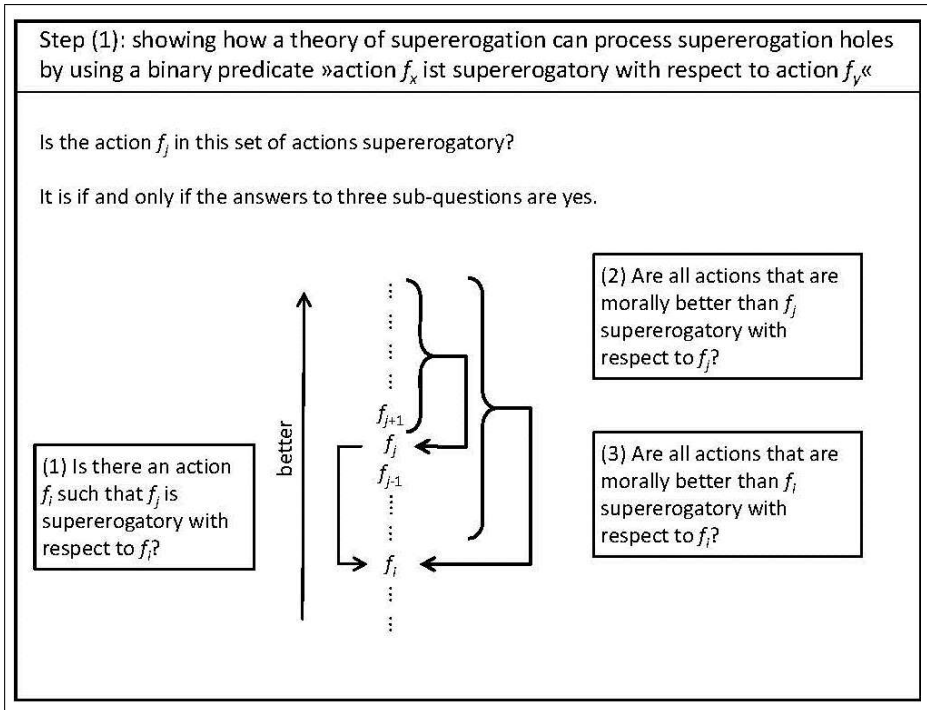 Step (1): showing how a theory of supererogation can process supererogation holes
by using a binary predicate »action fx ist supererogatory with respect to action fy«
Is the action fj in this set of actions supererogatory?
It is if and only if the answers to three sub-questions are yes.
(2) Are all actions that are
morally better than fj
supererogatory with
respect to fj?
better
fj+1
fj
fj-1
fi
(1) Is there an action
fi such that fj is
supererogatory with
respect to fi?
(3) Are all actions that are
morally better than fi
supererogatory with
respect to fi?